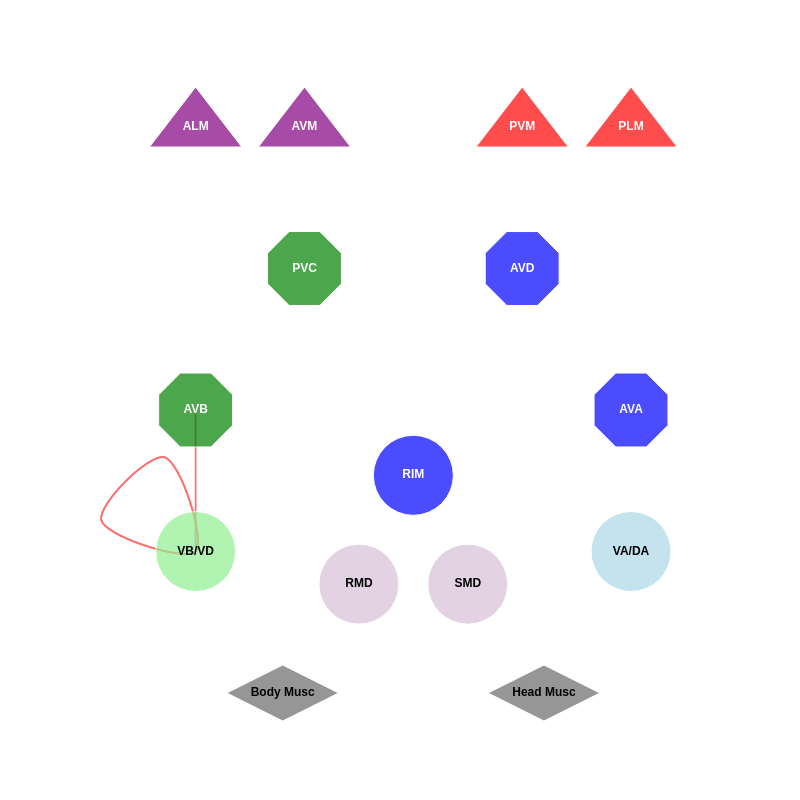 ALM
AVM
PVM
PLM
PVC
AVD
AVB
AVA
RIM
VB/VD
VA/DA
RMD
SMD
Body Musc
Head Musc